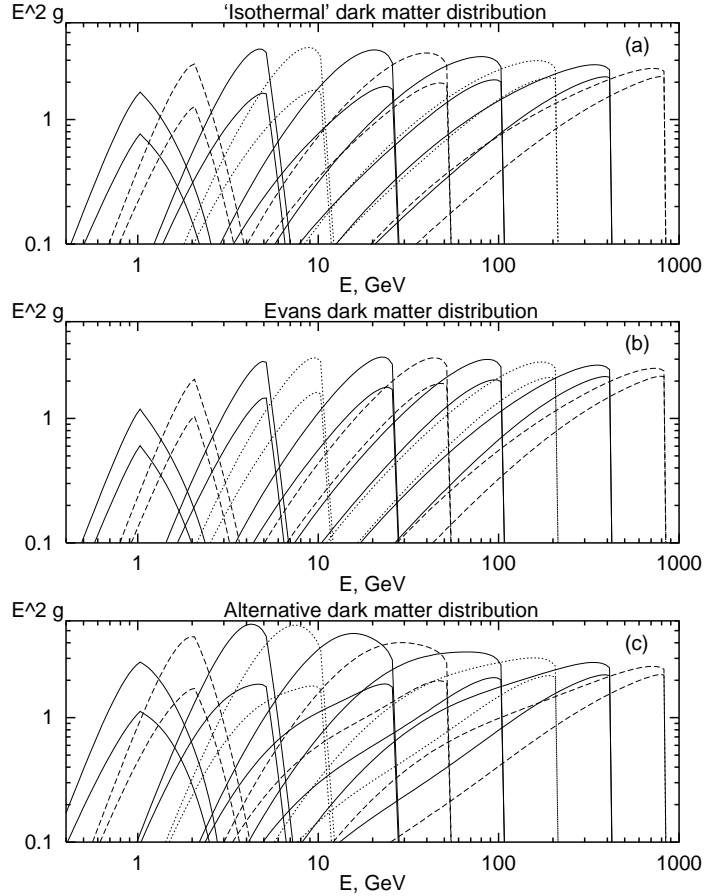 ‘Isothermal’ dark matter distribution
E^2 g
(a)
1
0.1
1 10 100 1000
E, GeV
Evans dark matter distribution
E^2 g
(b)
1
0.1
1 10 100 1000
E, GeV
Alternative dark matter distribution
E^2 g
(c)
1
0.1
1 10 100 1000
E, GeV